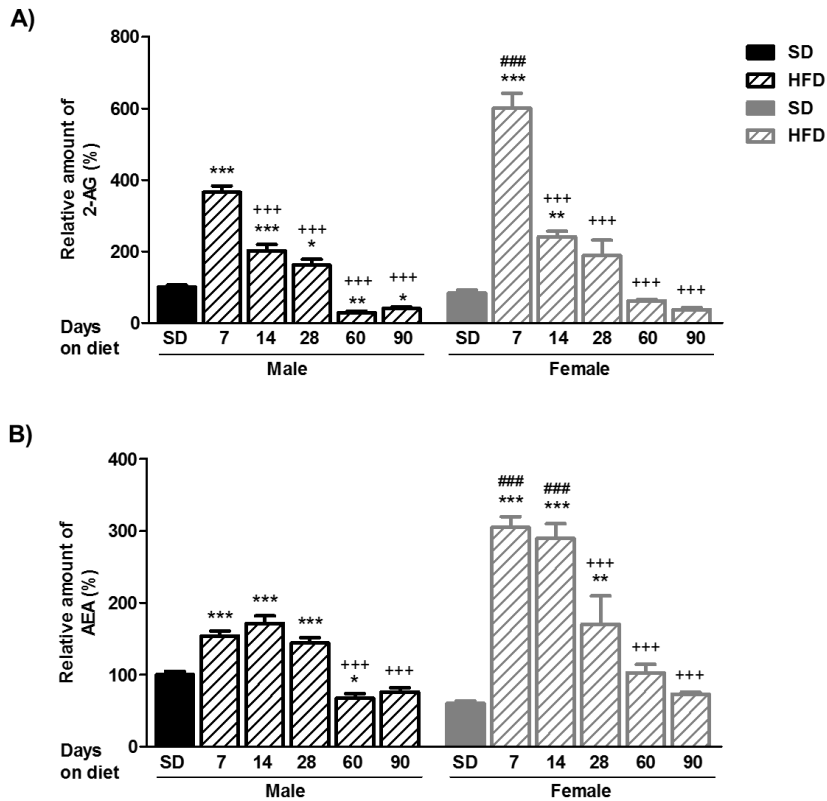 A)
800
600
400
200
0
Relative amount of
2-AG (%)
***
+++
***
+++
*
+++
**
+++
*
###
***
+++
**
+++
+++
+++
SD
HFD
SD
HFD
Days
on diet
SD 7 14 28 60 90 SD 7 14 28 60 90
Male Female
B)
400
300
200
100
0
Relative amount of
AEA (%)
***
***
***
+++
*
+++
###
***
###
***
+++
**
+++
+++
Days
on diet
SD 7 14 28 60 90 SD 7 14 28 60 90
Male Female